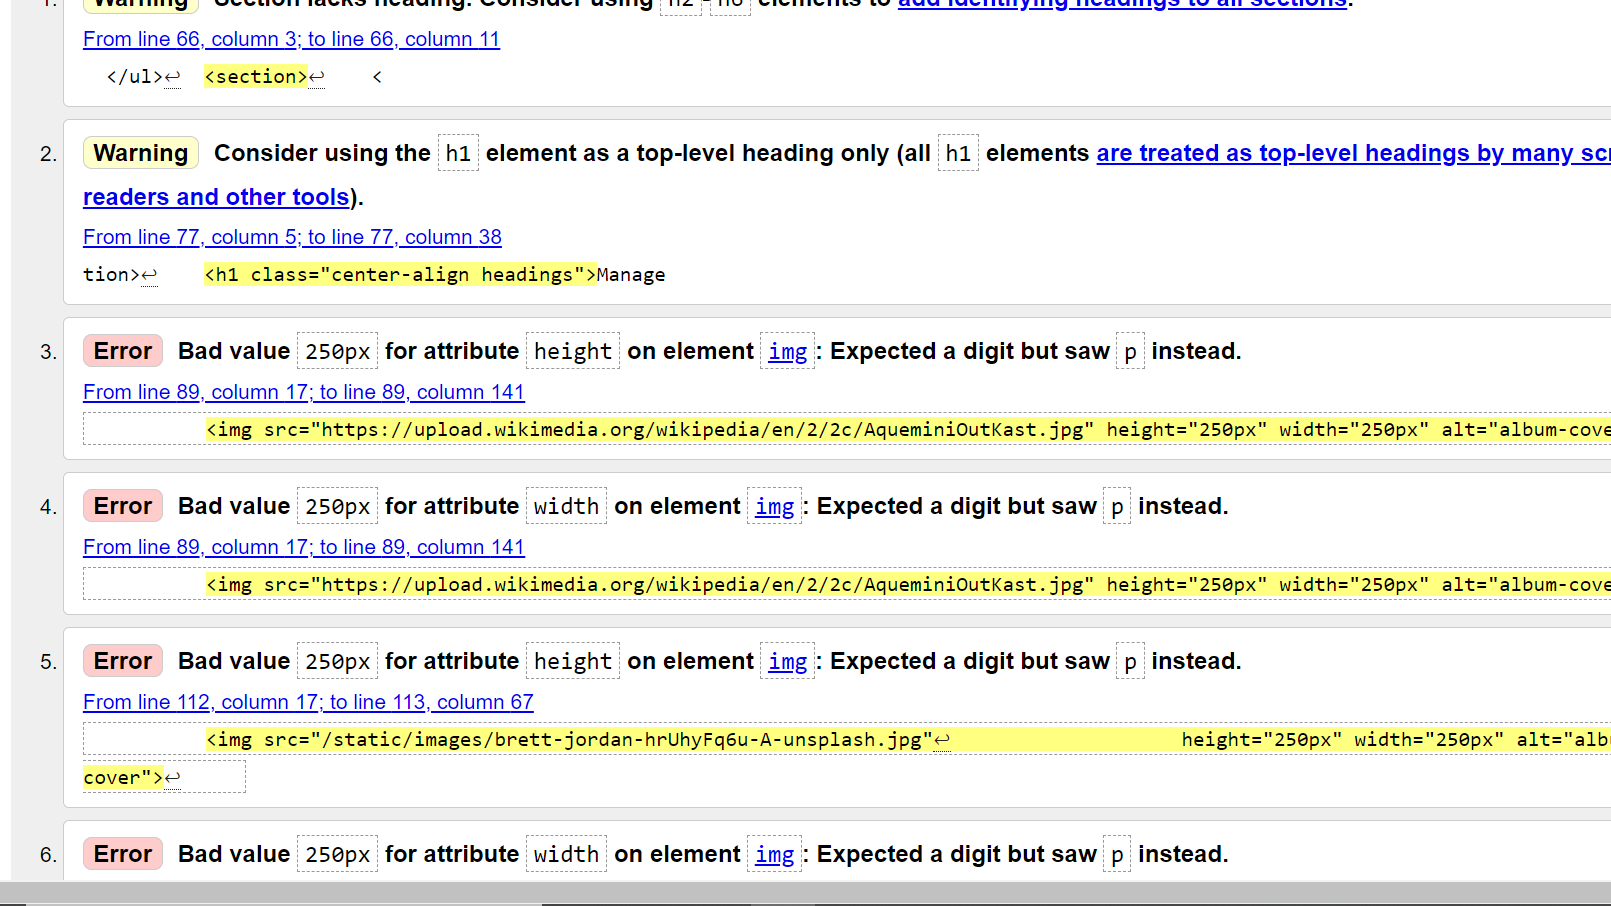 1. Warning Section lacks heading. Consider using h2-h6 elements to add identifying headings to all sections.
From line 66, column 3; to line 66, column 11
</ul>↩ <section>↩ <
2. Warning Consider using the h1 element as a top-level heading only (all h1 elements are treated as top-level headings by many scr
readers and other tools).
From line 77, column 5; to line 77, column 38
tion>↩ <h1 class="center-align headings">Manage
3. Error Bad value 250px for attribute height on element img: Expected a digit but saw p instead.
From line 89, column 17; to line 89, column 141
<img src="https://upload.wikimedia.org/wikipedia/en/2/2c/AqueminiOutKast.jpg" height="250px" width="250px" alt="album-cove
4. Error Bad value 250px for attribute width on element img: Expected a digit but saw p instead.
From line 89, column 17; to line 89, column 141
<img src="https://upload.wikimedia.org/wikipedia/en/2/2c/AqueminiOutKast.jpg" height="250px" width="250px" alt="album-cove
5. Error Bad value 250px for attribute height on element img: Expected a digit but saw p instead.
From line 112, column 17; to line 113, column 67
<img src="/static/images/brett-jordan-hrUhyFq6u-A-unsplash.jpg"↩ height="250px" width="250px" alt="alb
cover">↩
6. Error Bad value 250px for attribute width on element img: Expected a digit but saw p instead.